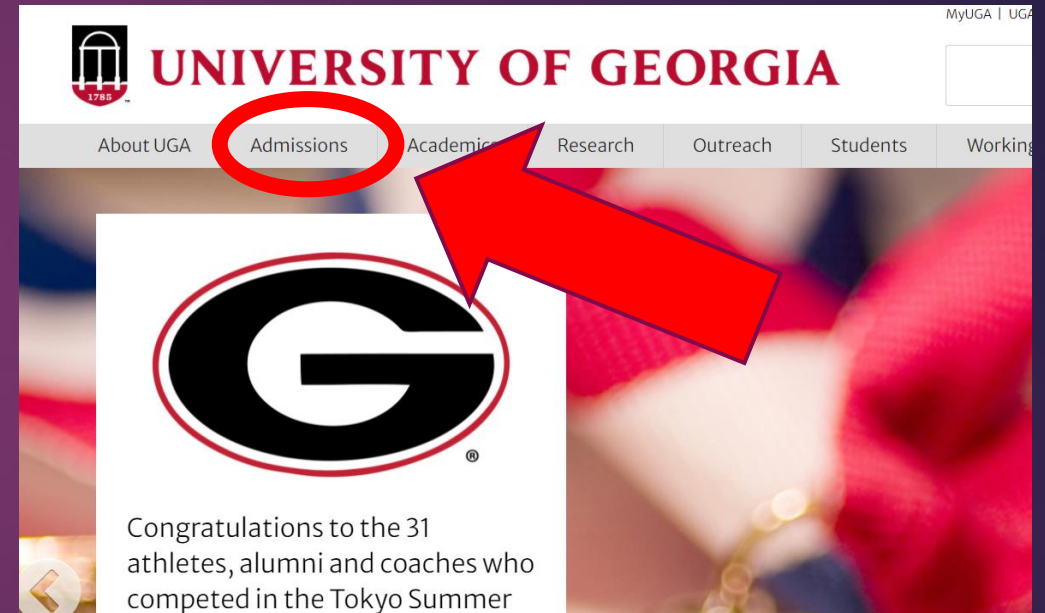 MyUGA | UGA
UNIVERSITY OF GEORGIA
1785
About UGA Admissions Academics Research Outreach Students Working
G
®
Congratulations to the 31
athletes, alumni and coaches who
competed in the Tokyo Summer